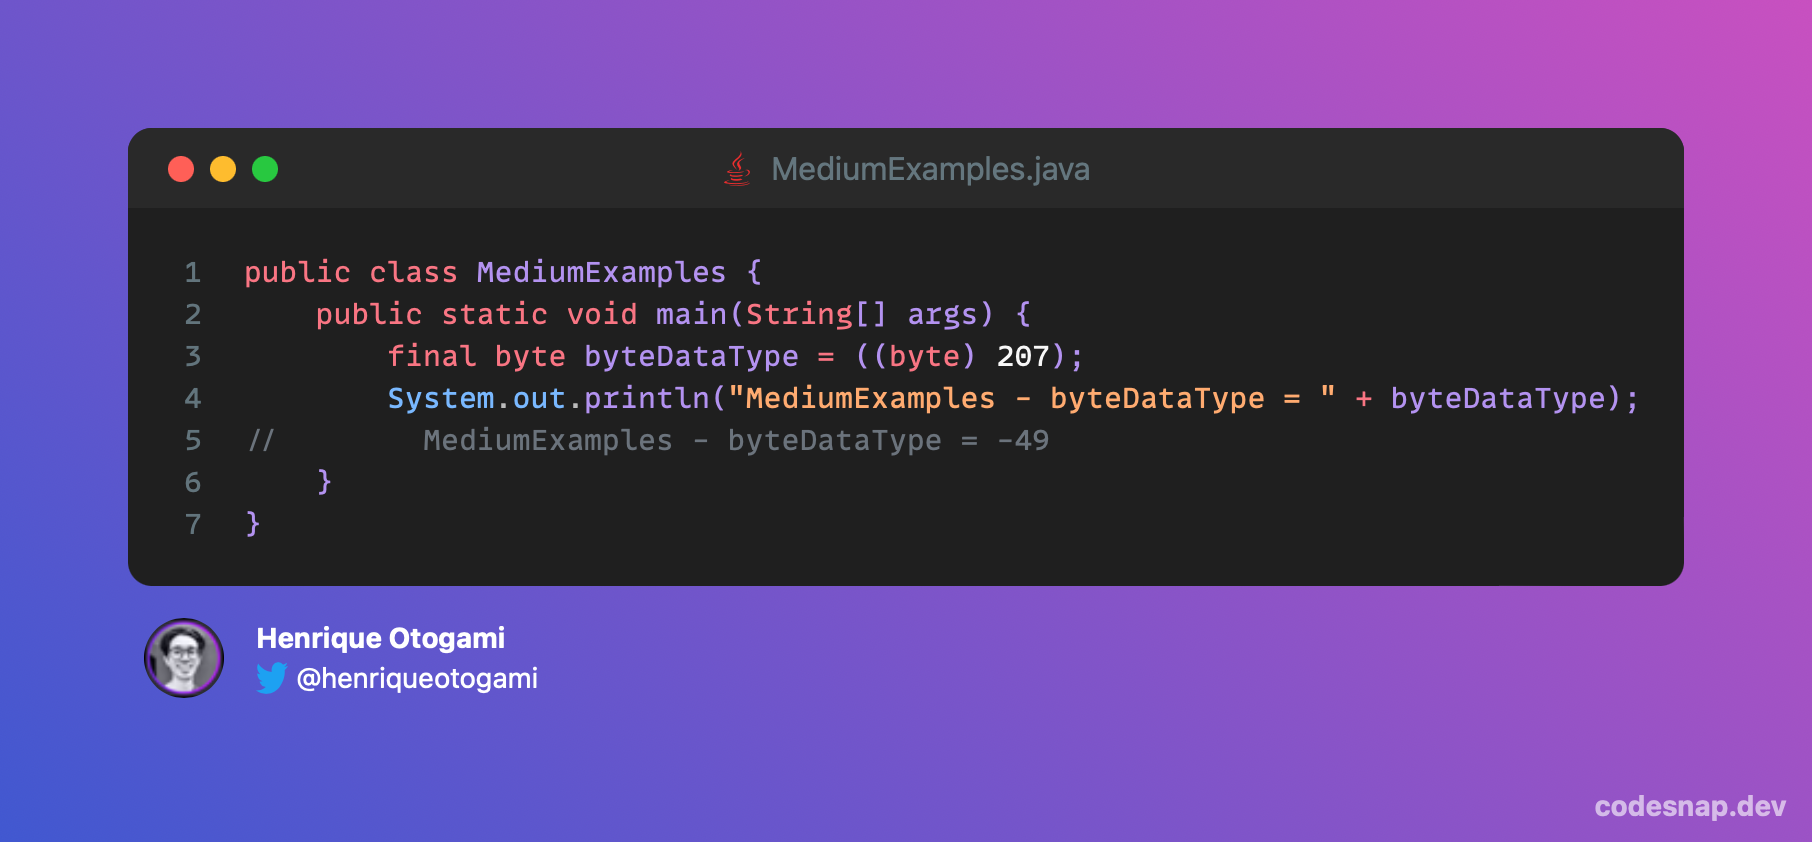 MediumExamples.java
1 public class MediumExamples {
2     public static void main(String[] args) {
3         final byte byteDataType = ((byte) 207);
4         System.out.println("MediumExamples - byteDataType = " + byteDataType);
5 //        MediumExamples - byteDataType = -49
6     }
7 }
Henrique Otogami
@henriqueotogami
codesnap.dev